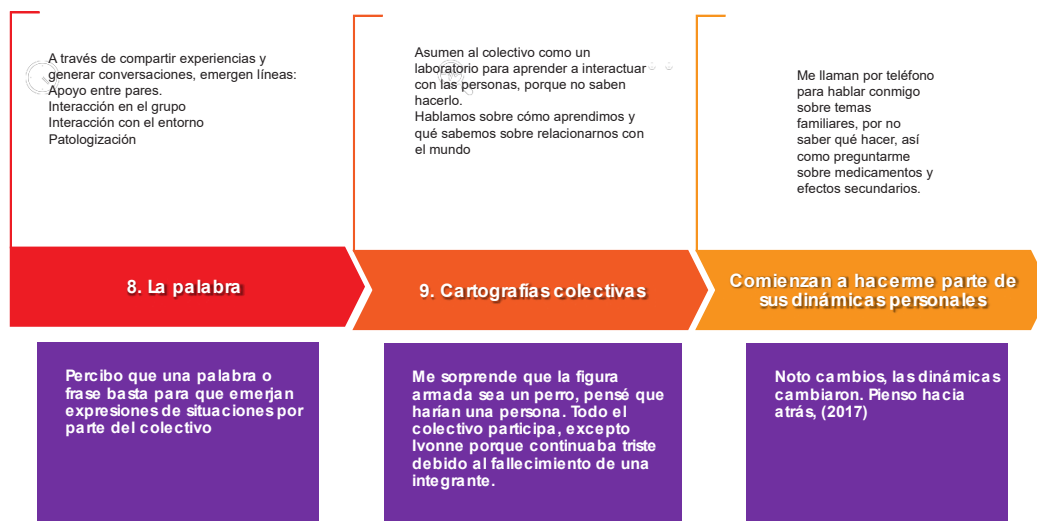 A través de compartir experiencias y
generar conversaciones, emergen líneas:
Apoyo entre pares.
Interacción en el grupo
Interacción con el entorno
Patologización
Asumen al colectivo como un
laboratorio para aprender a interactuar
con las personas, porque no saben
hacerlo.
Hablamos sobre cómo aprendimos y
qué sabemos sobre relacionarnos con
el mundo
Me llaman por teléfono
para hablar conmigo
sobre temas
familiares, por no
saber qué hacer, así
como preguntarme
sobre medicamentos y
efectos secundarios.
8. La palabra
9. Cartografías colectivas
Comienzan a hacerme parte de
sus dinámicas personales
Percibo que una palabra o
frase basta para que emerjan
expresiones de situaciones por
parte del colectivo
Me sorprende que la figura
armada sea un perro, pensé que
harían una persona. Todo el
colectivo participa, excepto
Ivonne porque continuaba triste
debido al fallecimiento de una
integrante.
Noto cambios, las dinámicas
cambiaron. Pienso hacia
atrás, (2017)